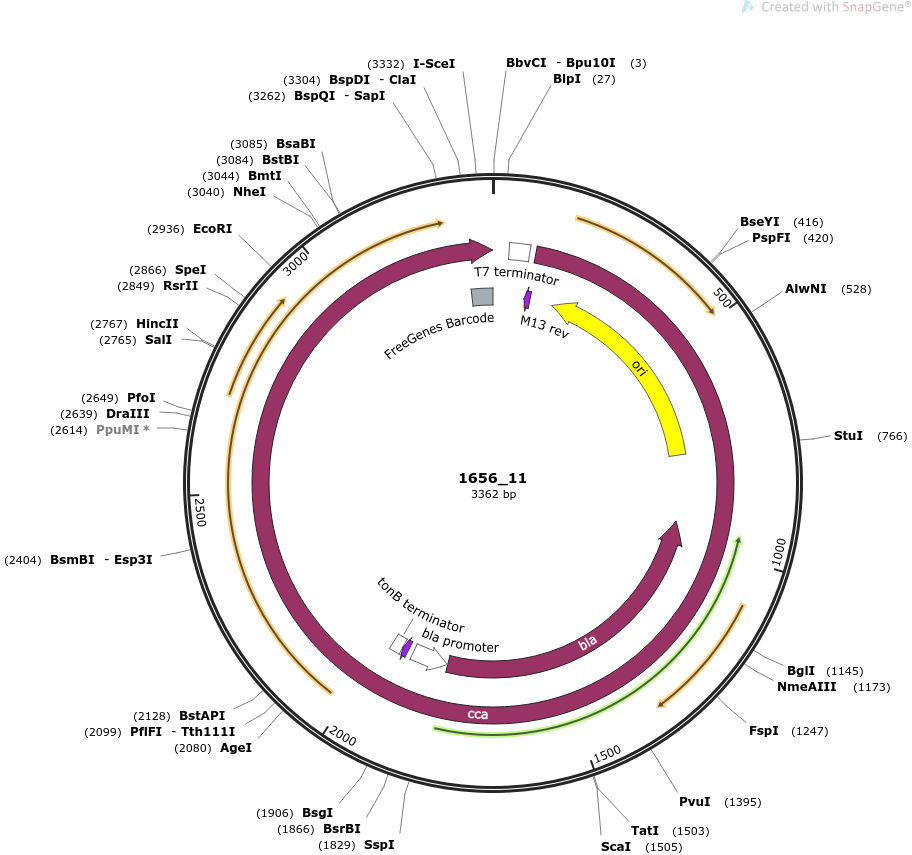 Created with SnapGene®
(3332) I-SceI
(3304) BspDI - ClaI
(3262) BspQI - SapI
BbvCI - Bpu10I (3)
BlpI (27)
(3085) BsaBI
(3084) BstBI
(3044) BmtI
(3040) NheI
(2936) EcoRI
(2866) SpeI
(2849) RsrII
(2767) HincII
(2765) SalI
(2649) PfoI
(2639) DraIII
(2614) PpuMI *
(2404) BsmBI - Esp3I
(2128) BstAPI
(2099) PflFI - Tth111I
(2080) AgeI
(1906) BsgI
(1866) BsrBI
(1829) SspI
BseYI (416)
PspFI (420)
AlwNI (528)
StuI (766)
BglI (1145)
NmeAIII (1173)
FspI (1247)
PvuI (1395)
TatI (1503)
ScaI (1505)
500
1000
1500
2000
2500
3000
T7 terminator
FreeGenes Barcode
M13 rev
ori
1656_11
3362 bp
tonB terminator
bla promoter
bla
cca